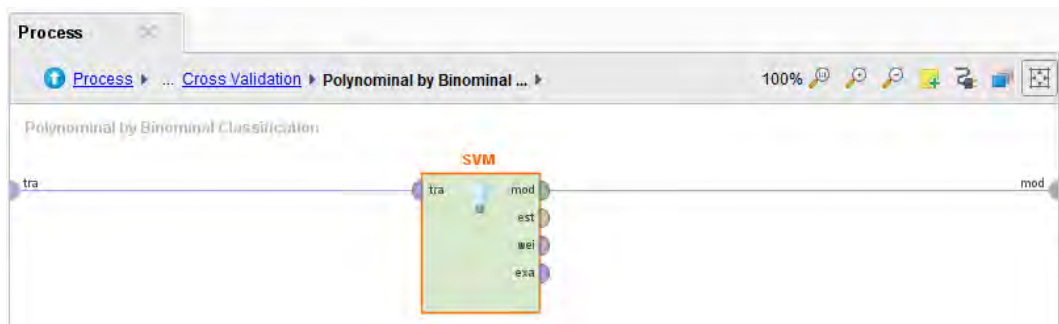 Process
Process ... Cross Validation Polynominal by Binominal ... 100%
Polynominal by Binominal Classification
SVM
tra tra mod mod
est
wei
exa